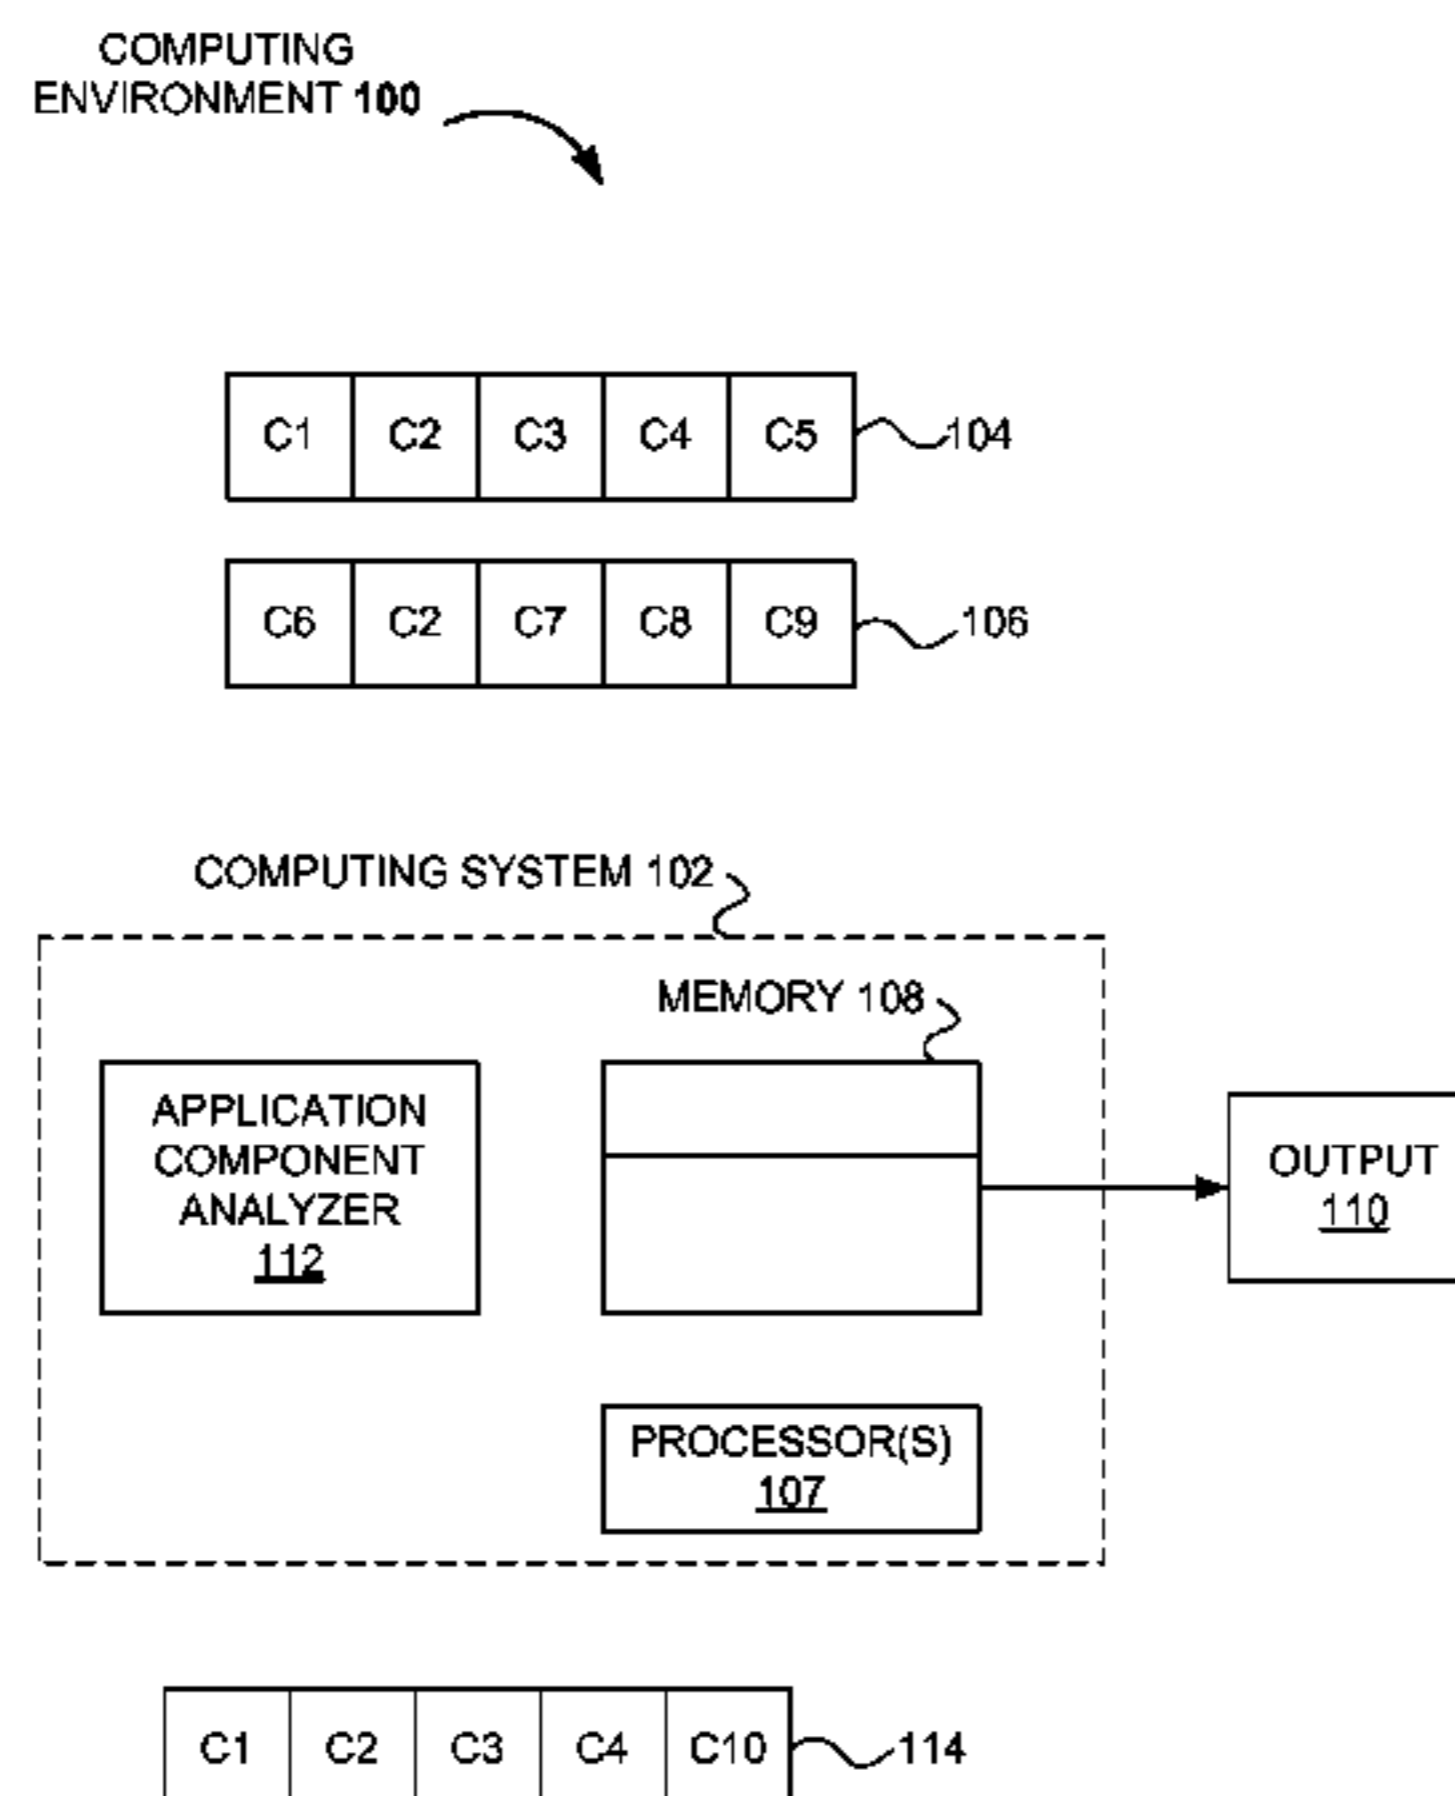 COMPUTING
ENVIRONMENT 100
C1 C2 C3 C4 C5 104
C6 C2 C7 C8 C9 106
COMPUTING SYSTEM 102
MEMORY 108
APPLICATION
COMPONENT
ANALYZER
112
OUTPUT
110
PROCESSOR(S)
107
C1 C2 C3 C4 C10 114